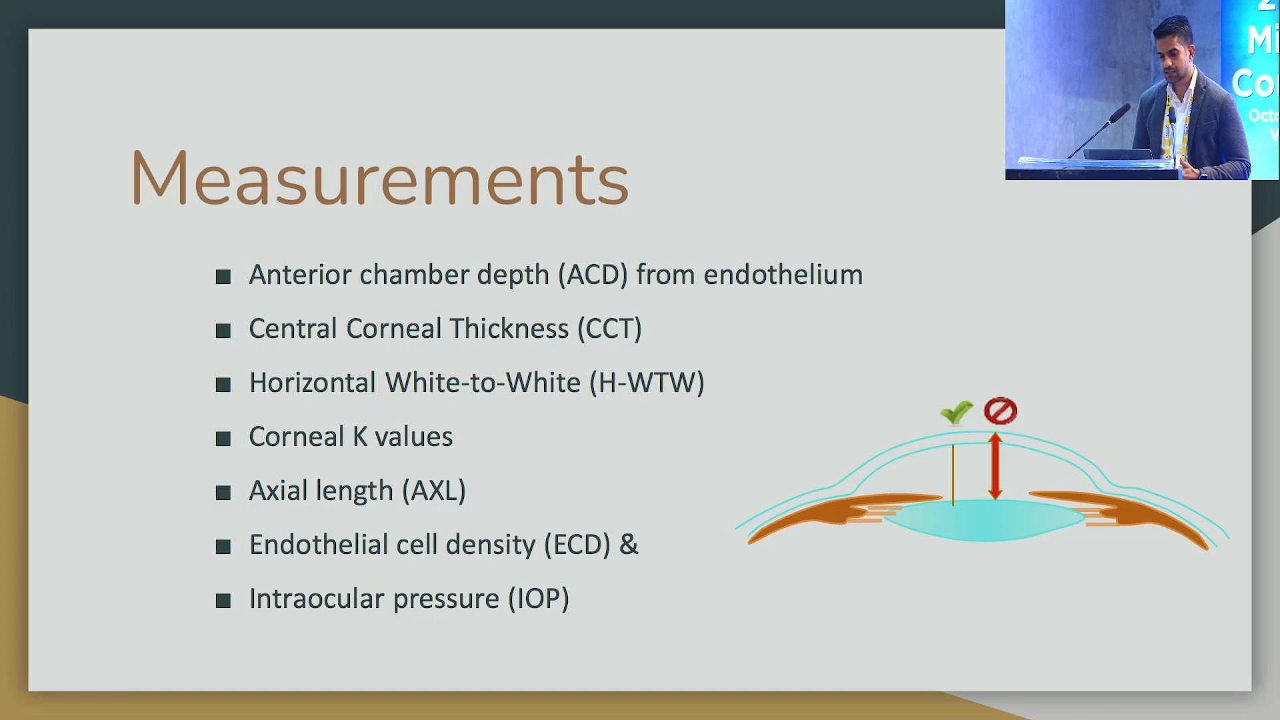 Measurements
Anterior chamber depth (ACD) from endothelium
Central Corneal Thickness (CCT)
Horizontal White-to-White (H-WTW)
Corneal K values
Axial length (AXL)
Endothelial cell density (ECD) &
Intraocular pressure (IOP)